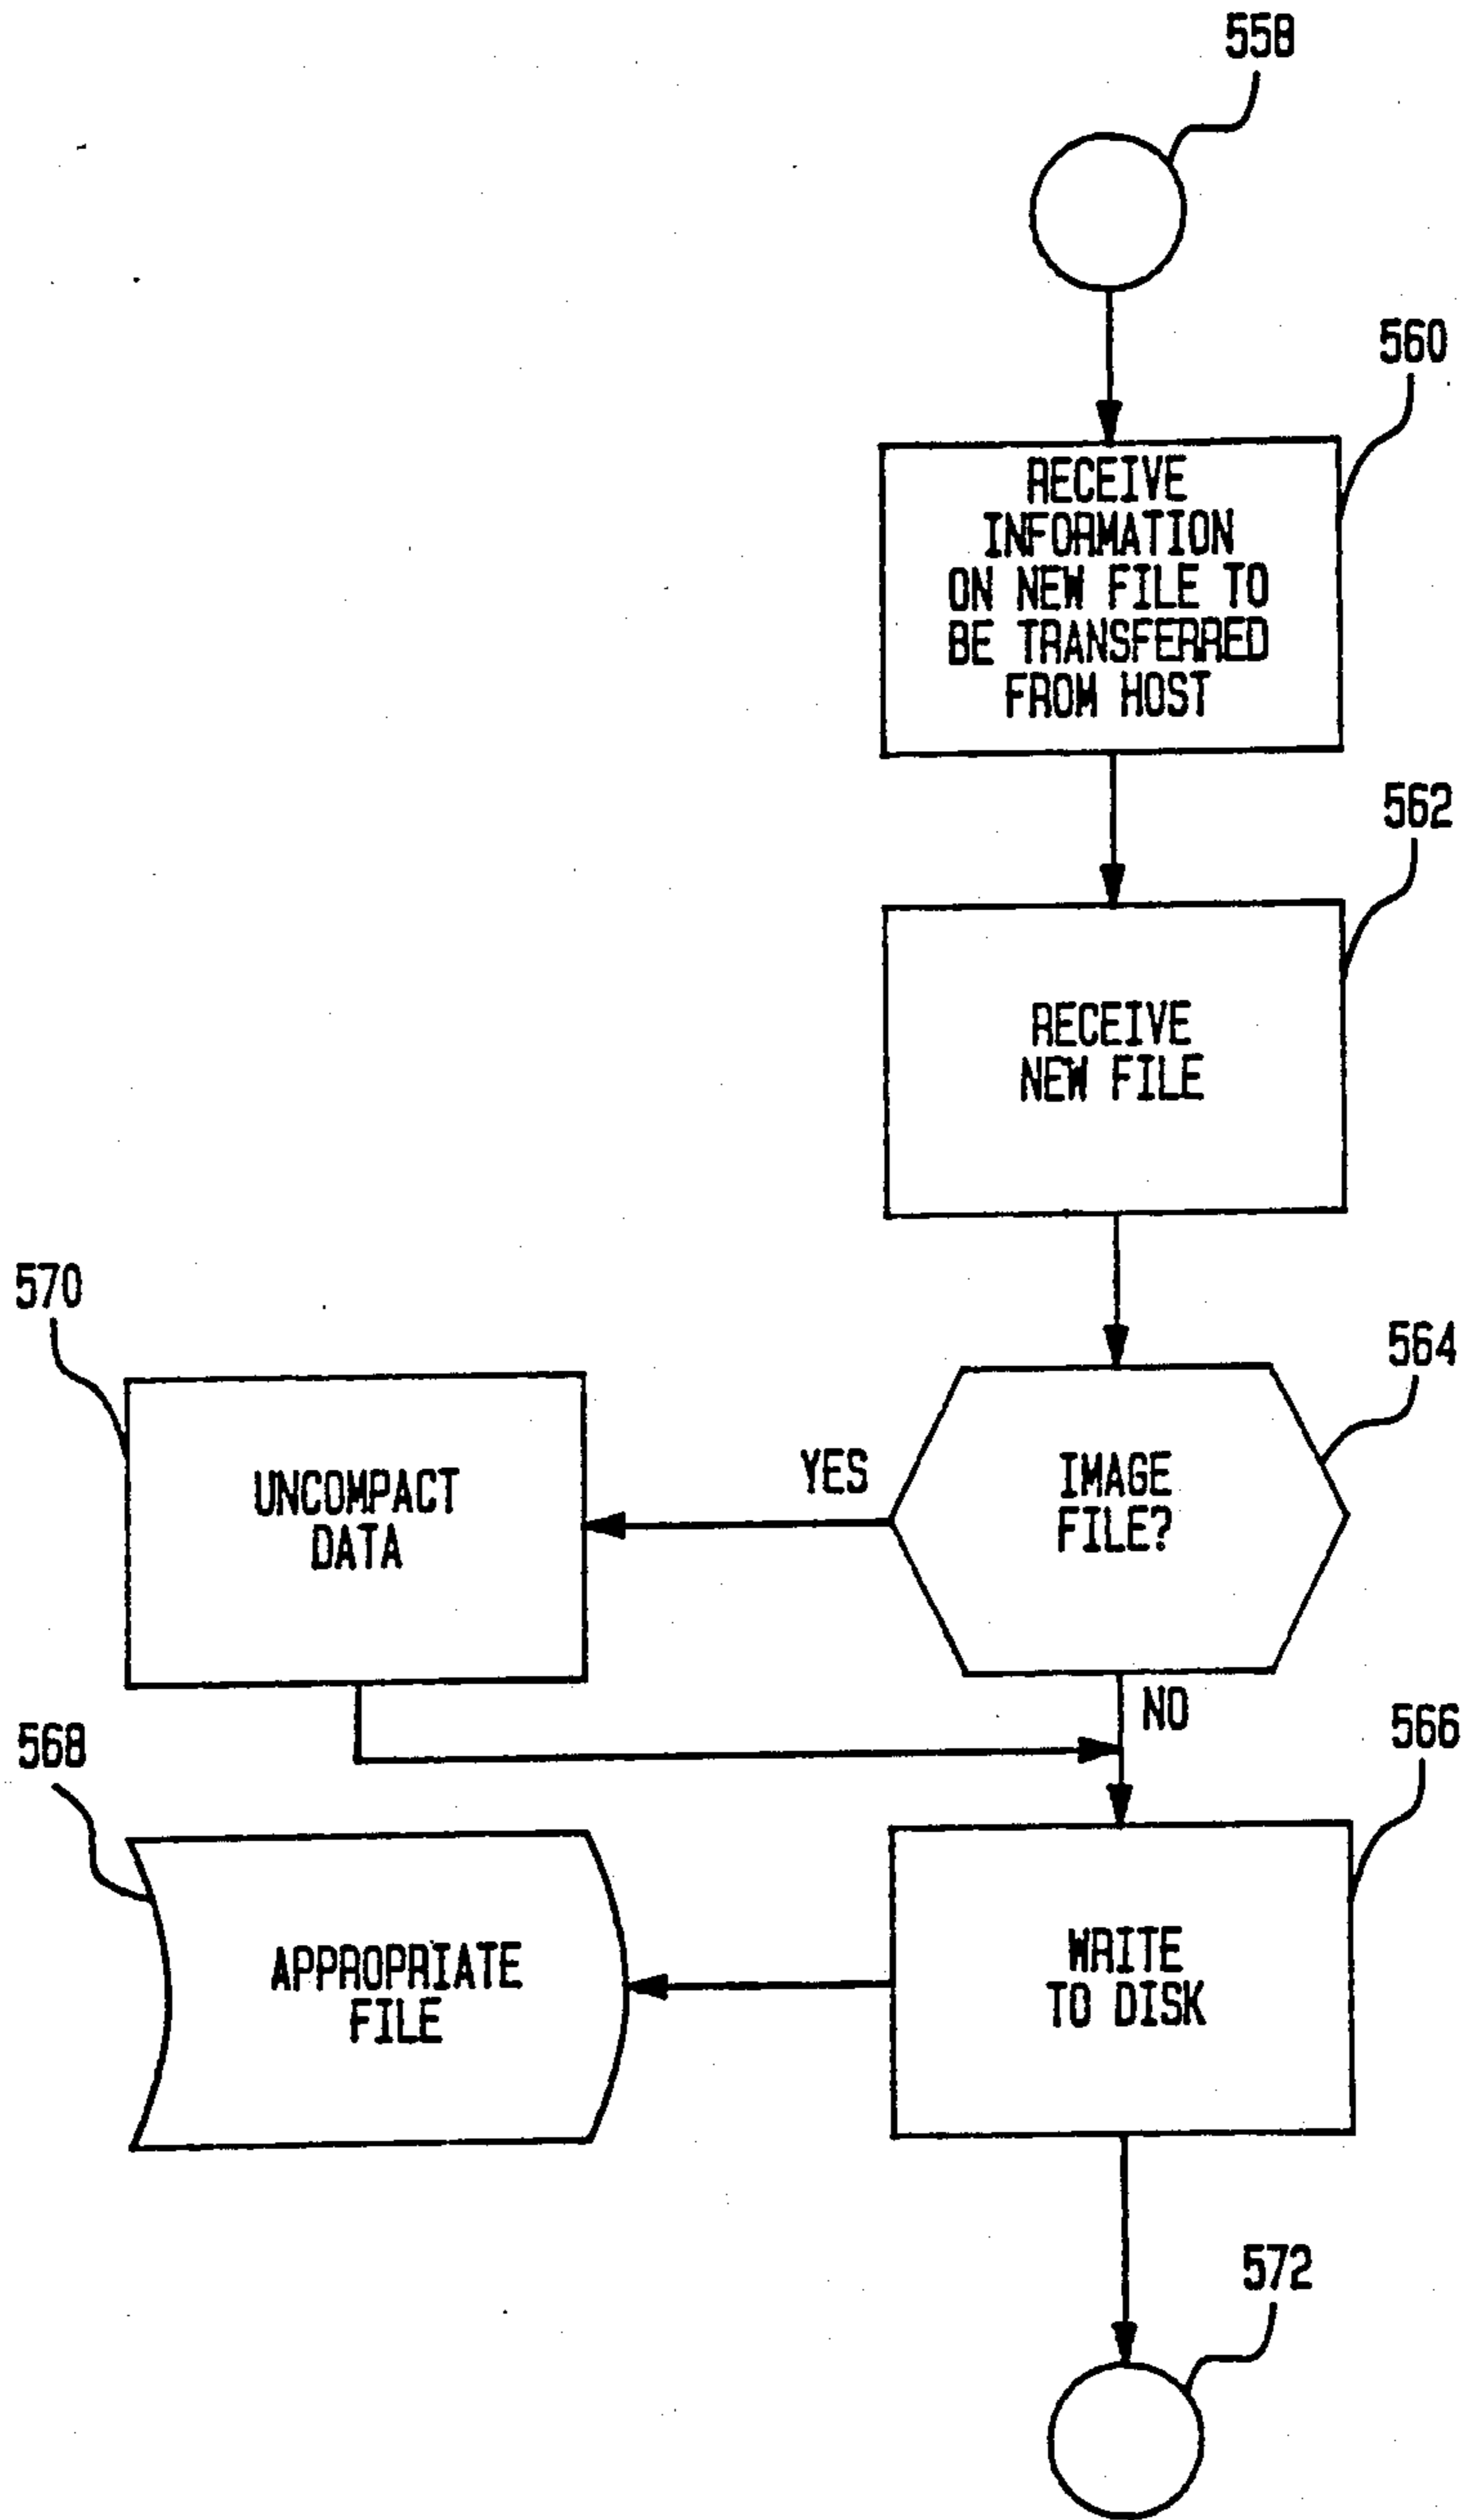 558
560
RECEIVE
INFORMATION
ON NEW FILE TO
BE TRANSFERRED
FROM HOST
562
RECEIVE
NEW FILE
570
564
UNCOMPACT
DATA
YES
IMAGE
FILE?
NO
568
566
APPROPRIATE
FILE
WRITE
TO DISK
572